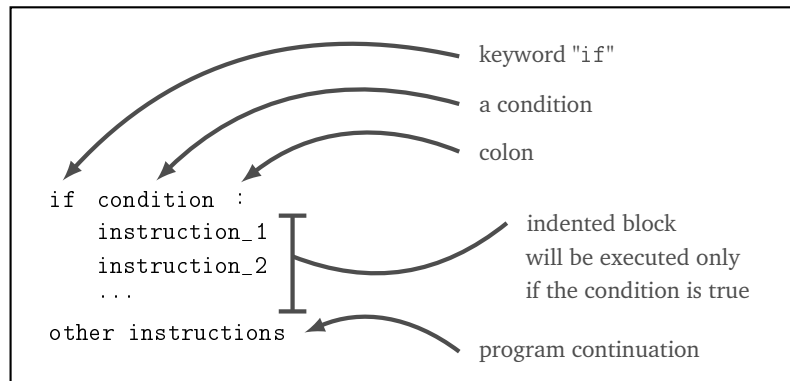 keyword "if"
a condition
colon
if condition :
instruction_1
instruction_2
...
other instructions
indented block
will be executed only
if the condition is true
program continuation